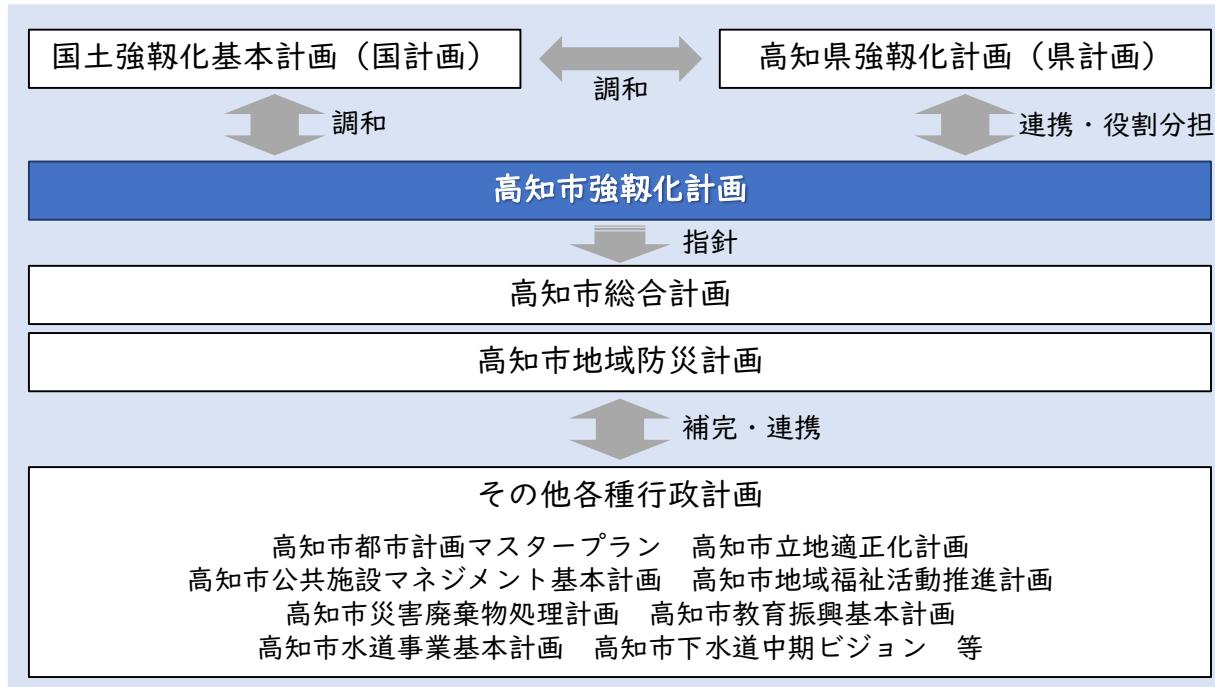 国土強靱化基本計画（国計画）
調和
高知県強靱化計画（県計画）
調和
連携・役割分担
高知市強靱化計画
指針
高知市総合計画
高知市地域防災計画
補完・連携
その他各種行政計画
高知市都市計画マスタープラン　高知市立地適正化計画
高知市公共施設マネジメント基本計画　高知市地域福祉活動推進計画
高知市災害廃棄物処理計画　高知市教育振興基本計画
高知市水道事業基本計画　高知市下水道中期ビジョン　等